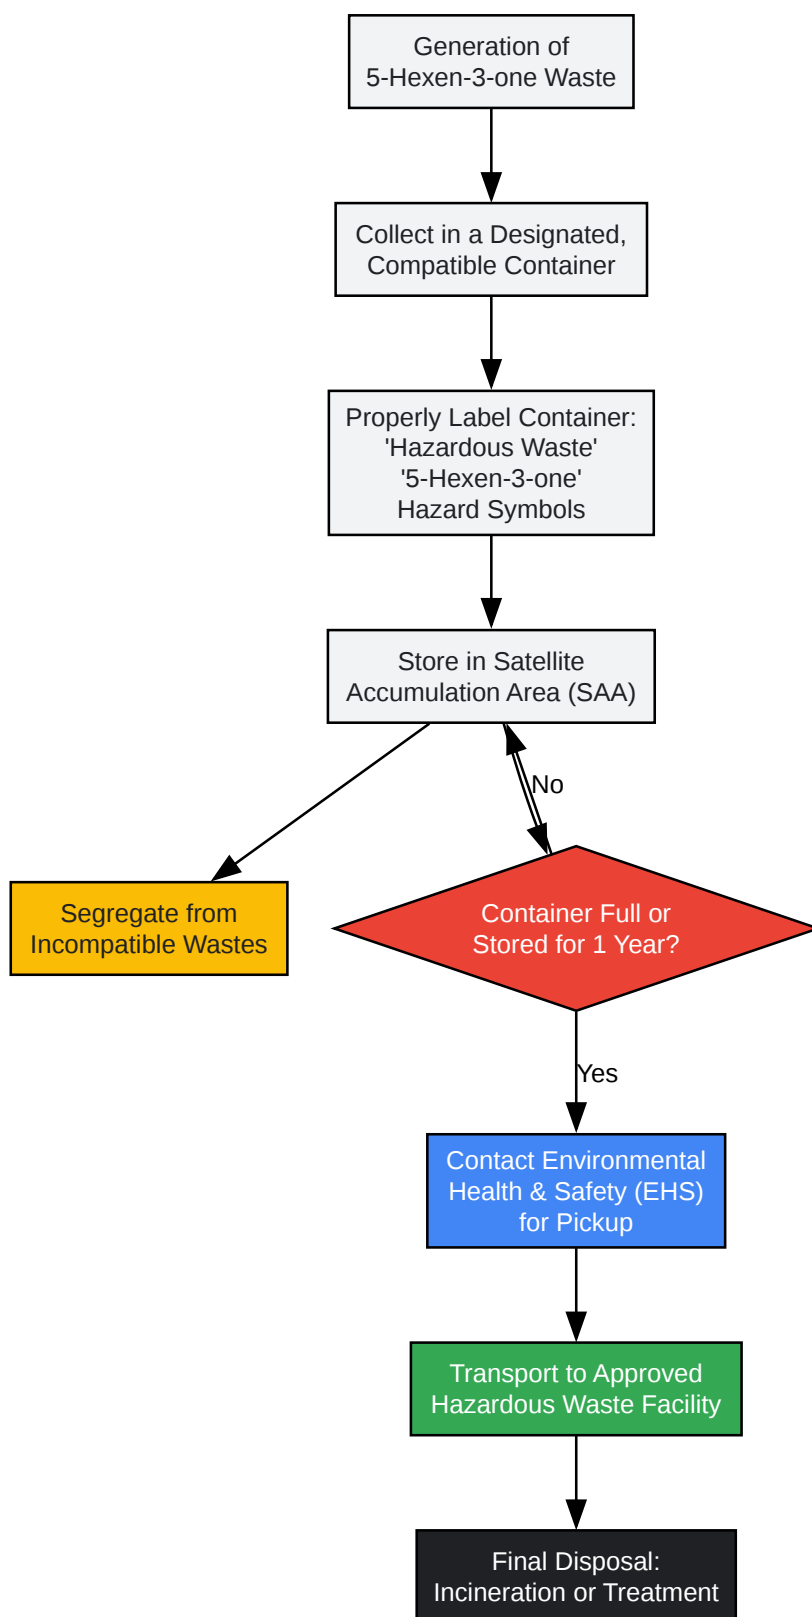 Generation of
5-Hexen-3-one Waste
Collect in a Designated,
Compatible Container
Properly Label Container:
'Hazardous Waste'
'5-Hexen-3-one'
Hazard Symbols
Store in Satellite
Accumulation Area (SAA)
No
Segregate from
Incompatible Wastes
Container Full or
Stored for 1 Year?
Yes
Contact Environmental
Health & Safety (EHS)
for Pickup
Transport to Approved
Hazardous Waste Facility
Final Disposal:
Incineration or Treatment